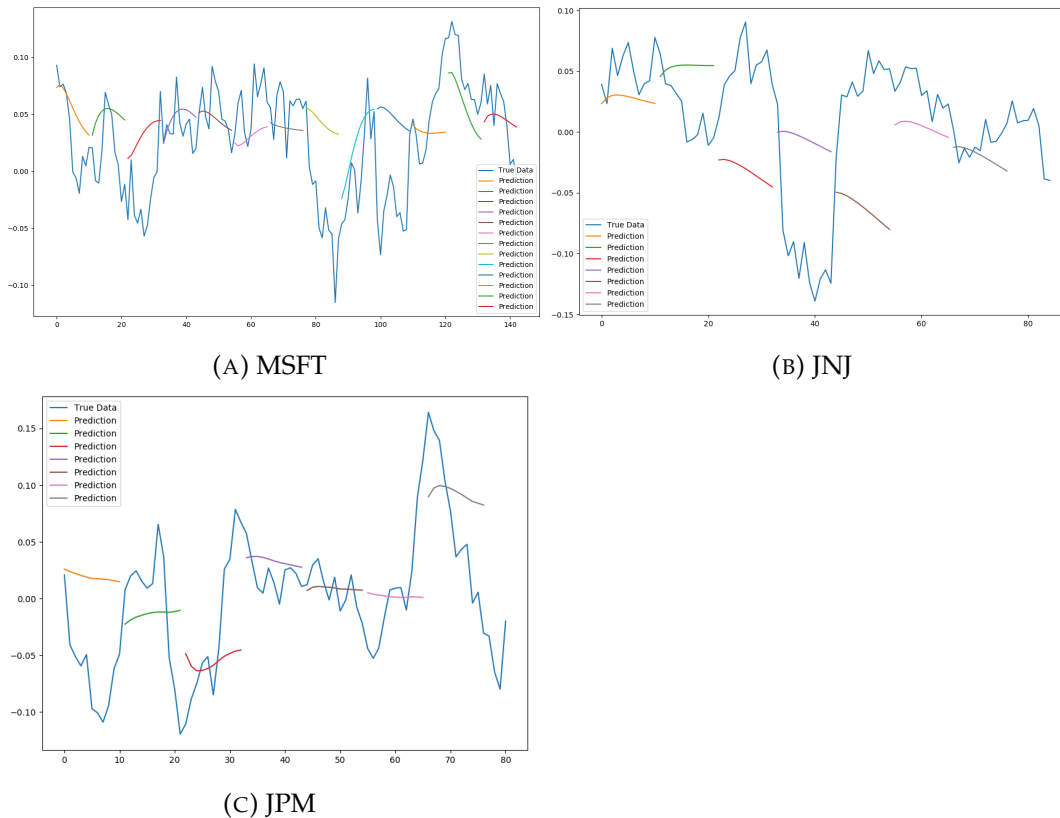 0.10
0.05
0.00
−0.05
−0.10
0 20 40 60 80 100 120 140
True Data
Prediction
Prediction
Prediction
Prediction
Prediction
Prediction
Prediction
Prediction
Prediction
Prediction
Prediction
Prediction
Prediction
(A) MSFT
0.10
0.05
0.00
−0.05
−0.10
−0.15
0 20 40 60 80
True Data
Prediction
Prediction
Prediction
Prediction
Prediction
Prediction
Prediction
(B) JNJ
0.15
0.10
0.05
0.00
−0.05
−0.10
0 10 20 30 40 50 60 70 80
True Data
Prediction
Prediction
Prediction
Prediction
Prediction
Prediction
Prediction
(C) JPM